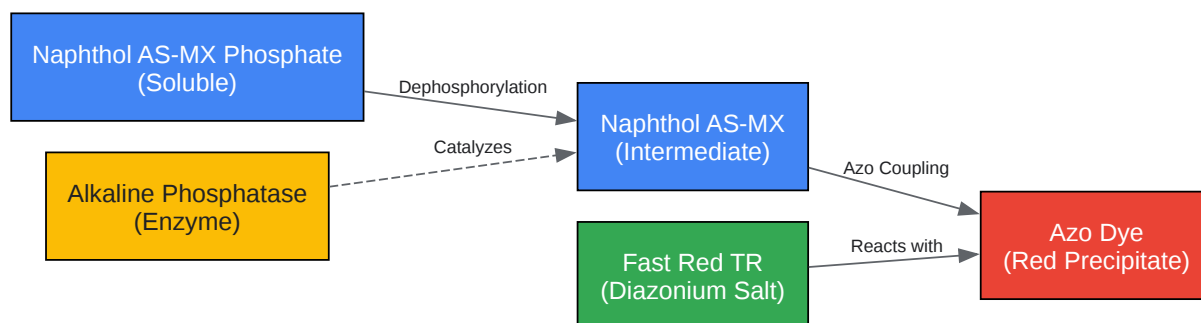 Naphthol AS-MX Phosphate
(Soluble)
Dephosphorylation
Alkaline Phosphatase
(Enzyme)
Catalyzes
Naphthol AS-MX
(Intermediate)
Azo Coupling
Fast Red TR
(Diazonium Salt)
Reacts with
Azo Dye
(Red Precipitate)